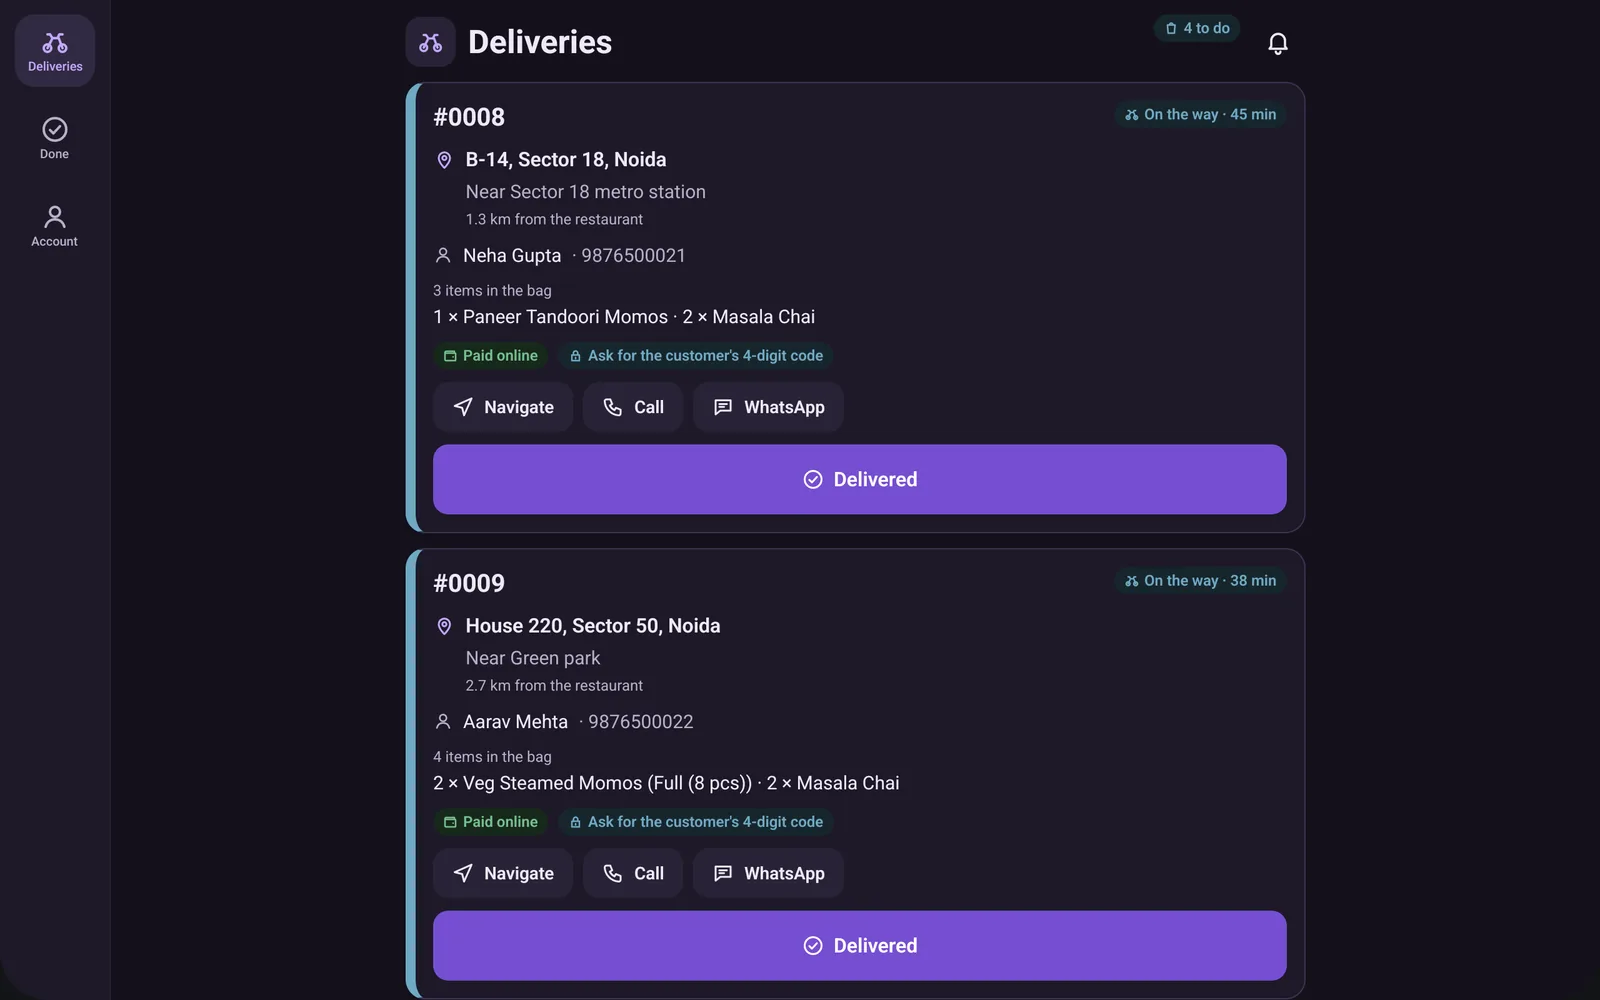 Deliveries
Done
Account
Deliveries
4 to do
#0008
On the way · 45 min
B-14, Sector 18, Noida
Near Sector 18 metro station
1.3 km from the restaurant
Neha Gupta · 9876500021
3 items in the bag
1 × Paneer Tandoori Momos · 2 × Masala Chai
Paid online
Ask for the customer's 4-digit code
Navigate
Call
WhatsApp
Delivered
#0009
On the way · 38 min
House 220, Sector 50, Noida
Near Green park
2.7 km from the restaurant
Aarav Mehta · 9876500022
4 items in the bag
2 × Veg Steamed Momos (Full (8 pcs)) · 2 × Masala Chai
Paid online
Ask for the customer's 4-digit code
Navigate
Call
WhatsApp
Delivered